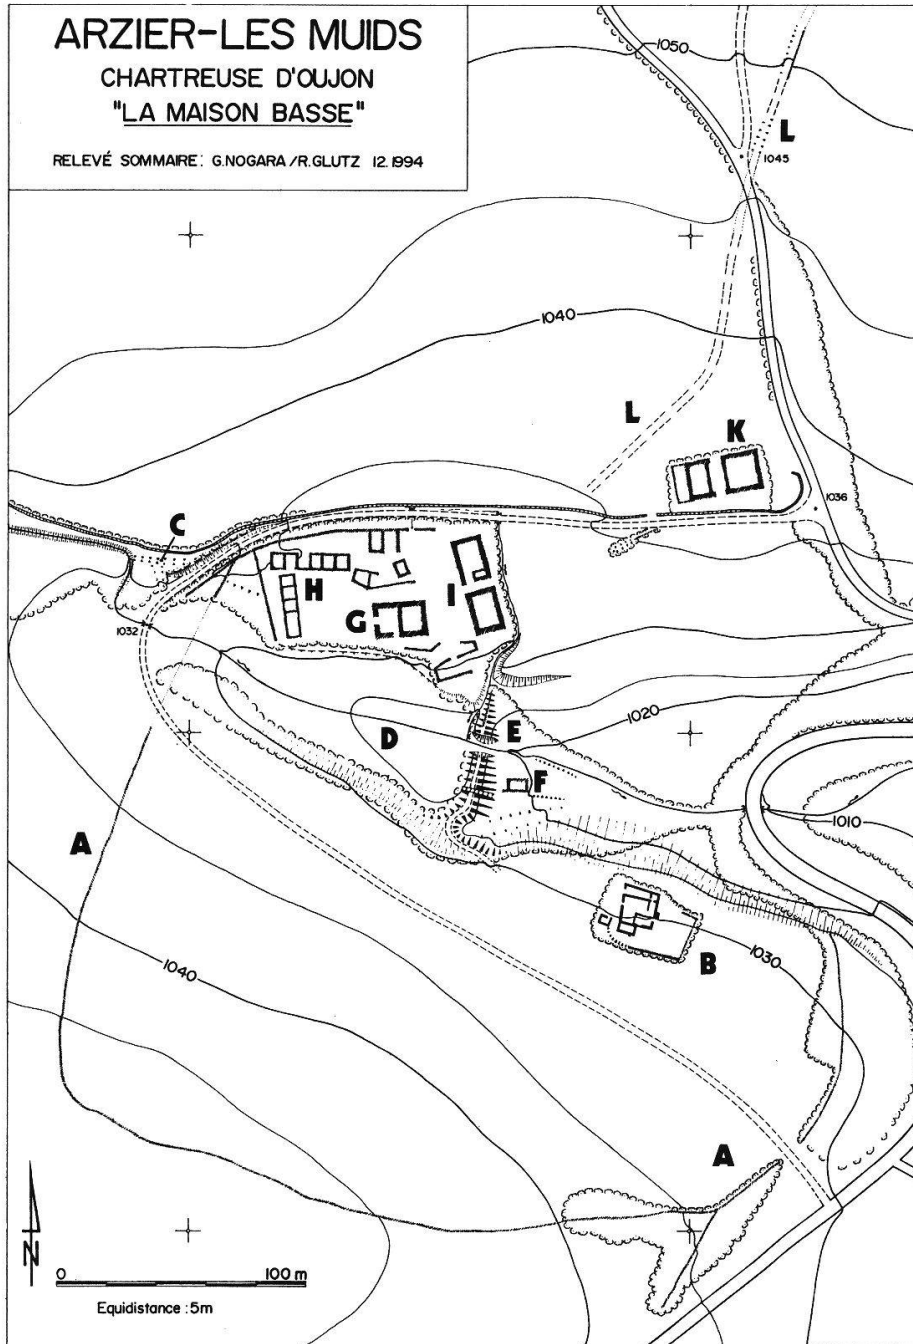 ARZIER-LES MUIDS
CHARTREUSE D'OUJON
"LA MAISON BASSE"
RELEVÉ SOMMAIRE: G.NOGARA/R.GLUTZ 12.1994
1050
L
1045
1040
L
K
1036
C
H
I
G
1032
1020
D
E
F
A
1010
B
1030
1040
A
N
0 100 m
Equidistance : 5m